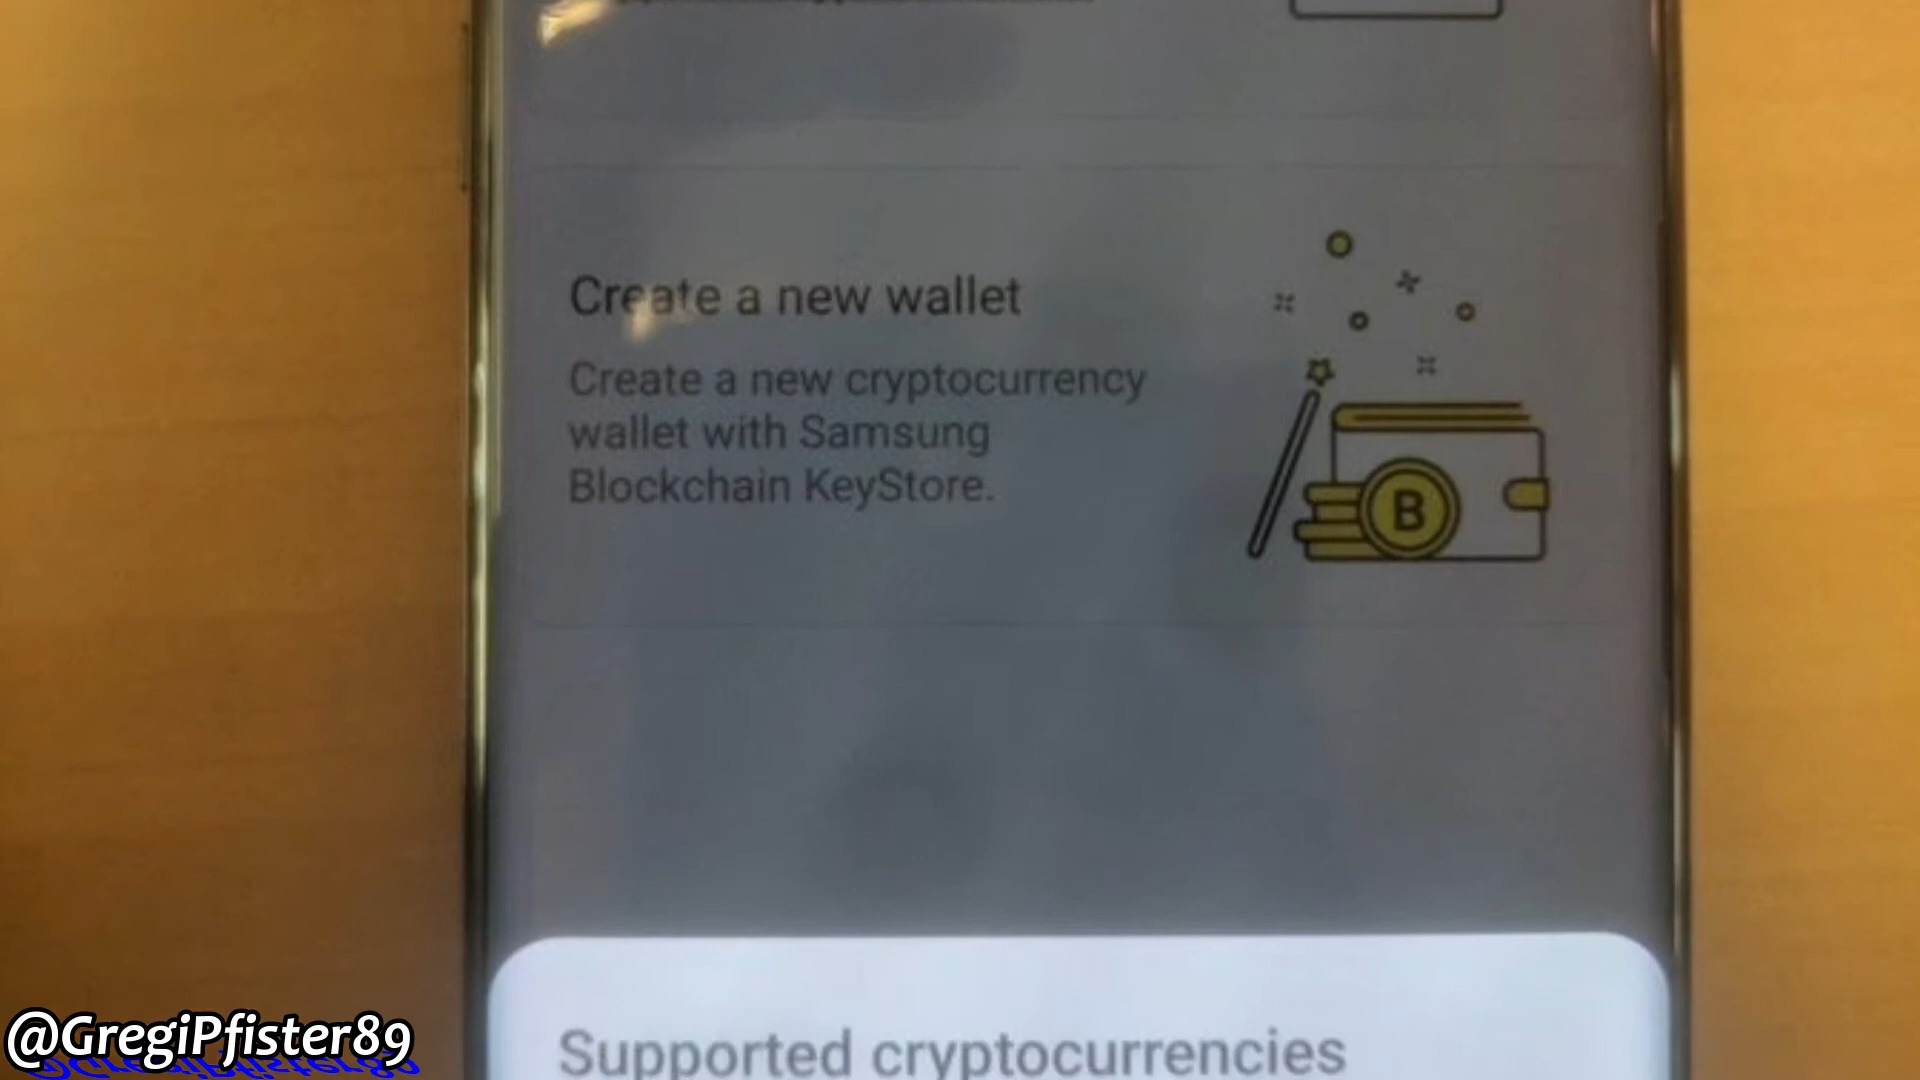 Create a new wallet
Create a new cryptocurrency
wallet with Samsung
Blockchain KeyStore.
B
Supported cryptocurrencies
@GregiPfister89